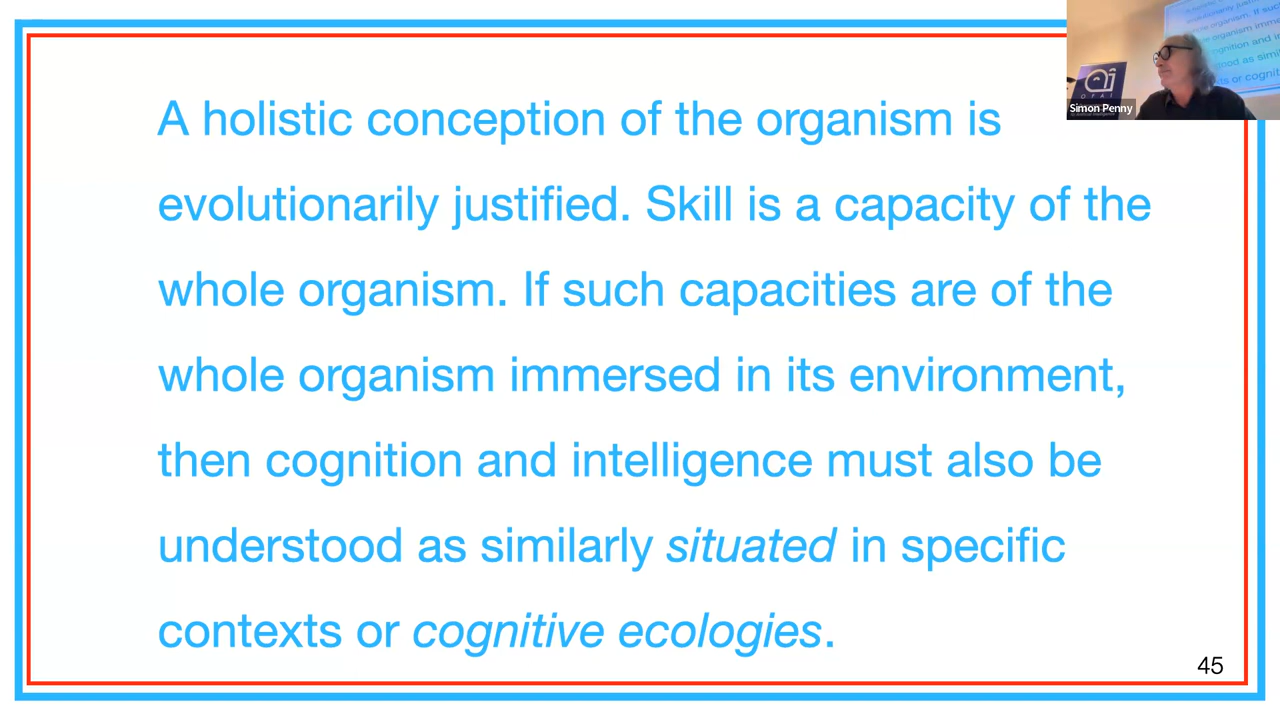 A holistic conception of the organism is
evolutionarily justified. Skill is a capacity of the
whole organism. If such capacities are of the
whole organism immersed in its environment,
then cognition and intelligence must also be
understood as similarly situated in specific
contexts or cognitive ecologies.
45
Simon Penny
OFAI